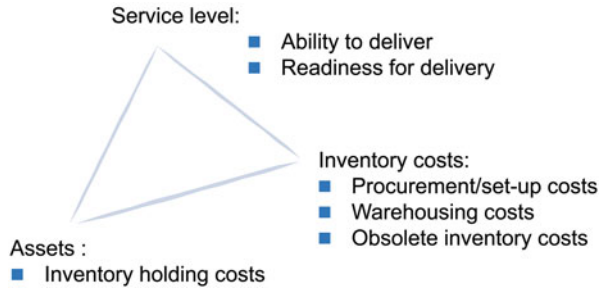 Service level:
Ability to deliver
Readiness for delivery
Inventory costs:
Procurement/set-up costs
Warehousing costs
Obsolete inventory costs
Assets :
Inventory holding costs